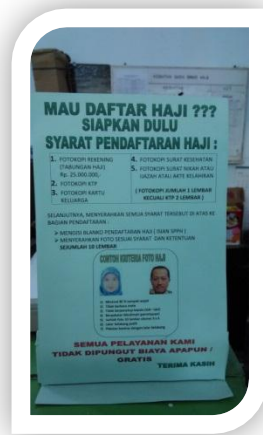 MAU DAFTAR HAJI ???
SIAPKAN DULU
SYARAT PENDAFTARAN HAJI :
1. FOTOKOPI REKENING
(TABUNGAN HAJI)
Rp. 25.000.000,-
2. FOTOKOPI KTP
3. FOTOKOPI KARTU
KELUARGA
4. FOTOKOPI SURAT KESEHATAN
5. FOTOKOPI SURAT NIKAH ATAU
IJAZAH ATAU AKTE KELAHIRAN
( FOTOKOPI JUMLAH 1 LEMBAR
KECUALI KTP 2 LEMBAR )
SELANJUTNYA, MENYERAHKAN SEMUA SYARAT TERSEBUT DI ATAS KE
BAGIAN PENDAFTARAN :
MENGISI BLANKO PENDAFTARAN HAJI ( ISIAN SPPH )
MENYERAHKAN FOTO SESUAI SYARAT DAN KETENTUAN
SEJUMLAH 10 LEMBAR
CONTOH KRITERIA FOTO HAJI
SEMUA PELAYANAN KAMI
TIDAK DIPUNGUT BIAYA APAPUN /
GRATIS
TERIMA KASIH